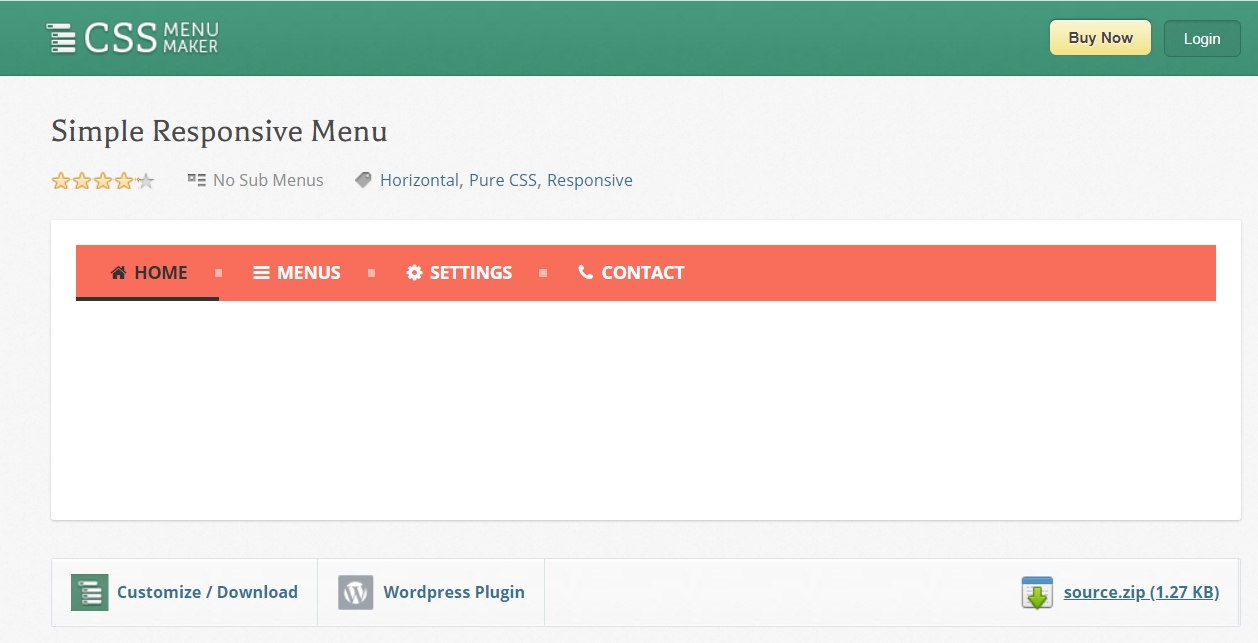 CSS MENU MAKER
Buy Now
Login
Simple Responsive Menu
No Sub Menus
Horizontal, Pure CSS, Responsive
HOME
MENUS
SETTINGS
CONTACT
Customize / Download
Wordpress Plugin
source.zip (1.27 KB)